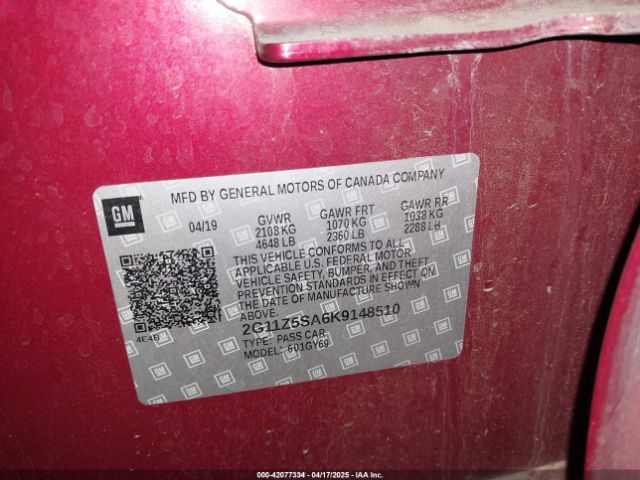 MFD BY GENERAL MOTORS OF CANADA COMPANY
GM
04/19 GVWR GAWR FRT GAWR RR
2108 KG 1070 KG 1038 KG
4648 LB 2360 LB 2288 LB
THIS VEHICLE CONFORMS TO ALL
APPLICABLE U.S. FEDERAL MOTOR
VEHICLE SAFETY, BUMPER, AND THEFT
PREVENTION STANDARDS IN EFFECT ON
THE DATE OF MANUFACTURE SHOWN
ABOVE.
2G11Z5SA6K9148510
TYPE: PASS CAR
MODEL: 601GY69
000-42077334 - 04/17/2025 - IAAI.COM